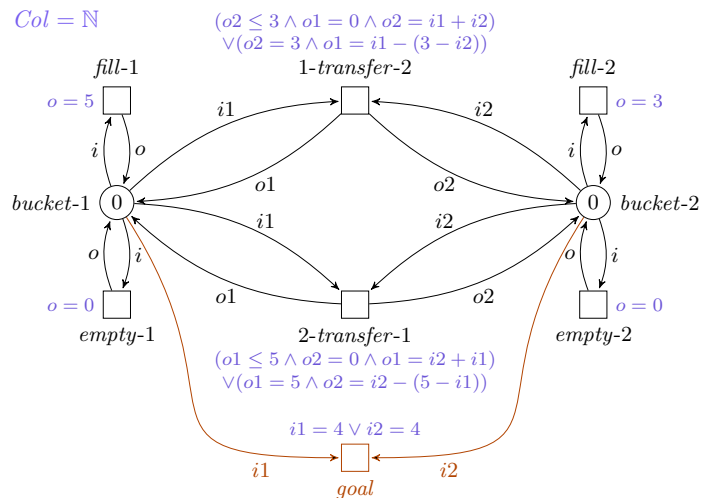 Col = ℕ
(o2 ≤ 3 ∧ o1 = 0 ∧ o2 = i1 + i2)
∨(o2 = 3 ∧ o1 = i1 − (3 − i2))
fill-1
1-transfer-2
fill-2
o = 5
i1
i2
o = 3
i
o
i
o
o1
o2
bucket-1
0
0
bucket-2
i1
i2
o
i
o
i
o1
o2
o = 0
o = 0
empty-1
2-transfer-1
empty-2
(o1 ≤ 5 ∧ o2 = 0 ∧ o1 = i2 + i1)
∨(o1 = 5 ∧ o2 = i2 − (5 − i1))
i1 = 4 ∨ i2 = 4
i1
i2
goal